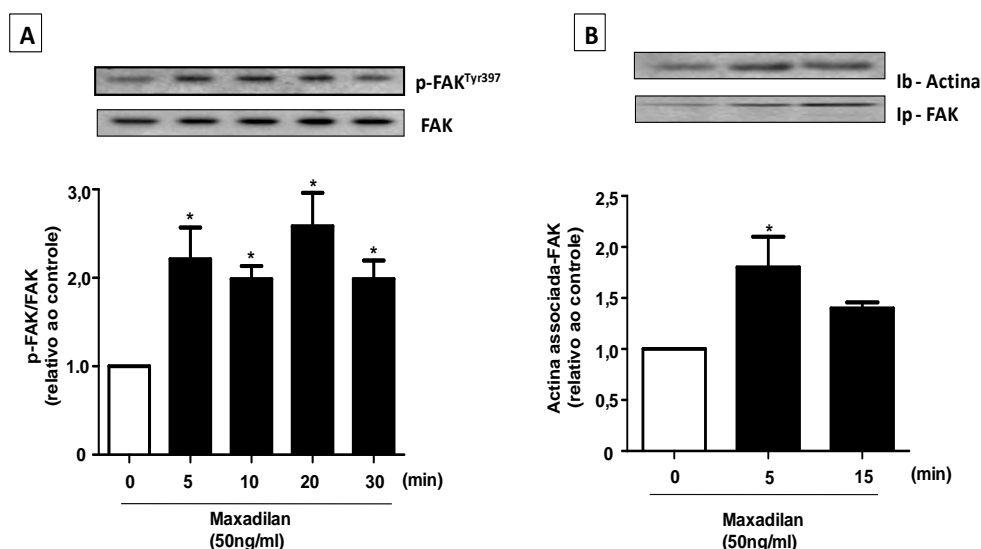 A
p-FAKTyr397
FAK
p-FAK/FAK
(relativo ao controle)
3,0
2,0
1,0
0
*
*
*
*
0 5 10 20 30 (min)
Maxadilan
(50ng/ml)
B
Ib - Actina
Ip - FAK
Actina associada-FAK
(relativo ao controle)
2,5
2,0
1,5
1,0
0,5
0
*
0 5 15 (min)
Maxadilan
(50ng/ml)